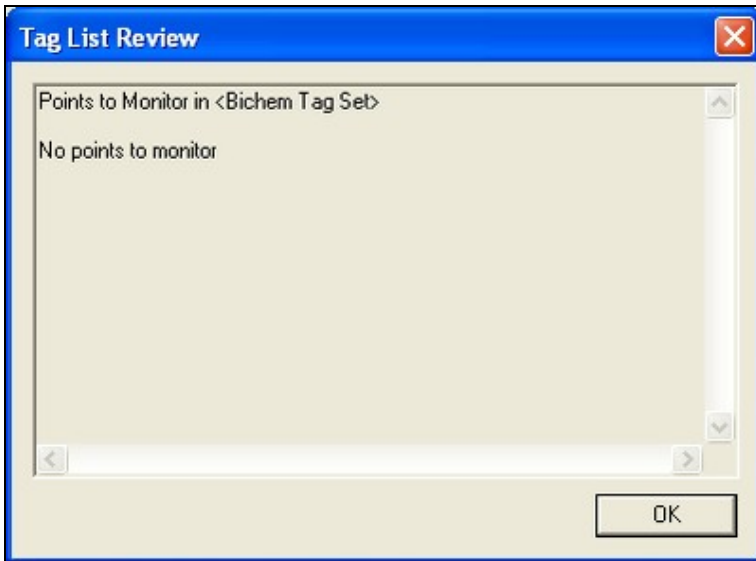 Tag List Review
Points to Monitor in <Bichem Tag Set>
No points to monitor
OK